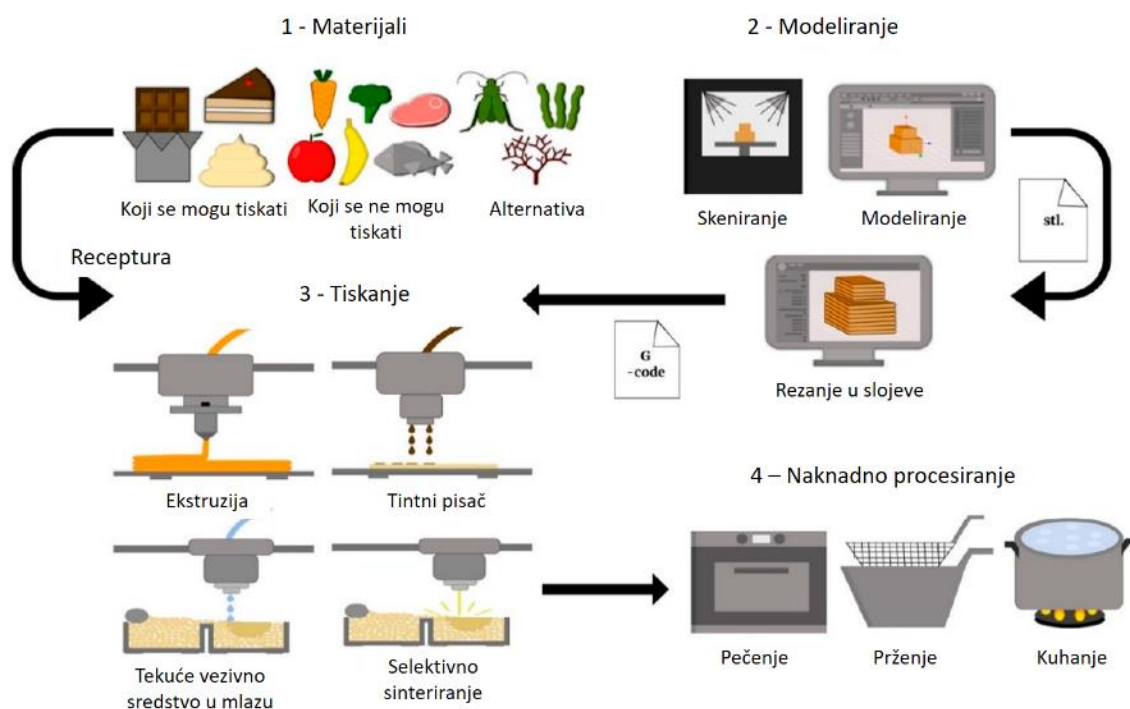 1 - Materijali
Koji se mogu tiskati
Koji se ne mogu
tiskati
Alternativa
Receptura
2 - Modeliranje
Skeniranje
Modeliranje
stl.
Rezanje u slojeve
G
-code
3 - Tiskanje
Ekstruzija
Tintni pisač
Tekuće vezivno
sredstvo u mlazu
Selektivno
sinteriranje
4 – Naknadno procesiranje
Pečenje
Prženje
Kuhanje